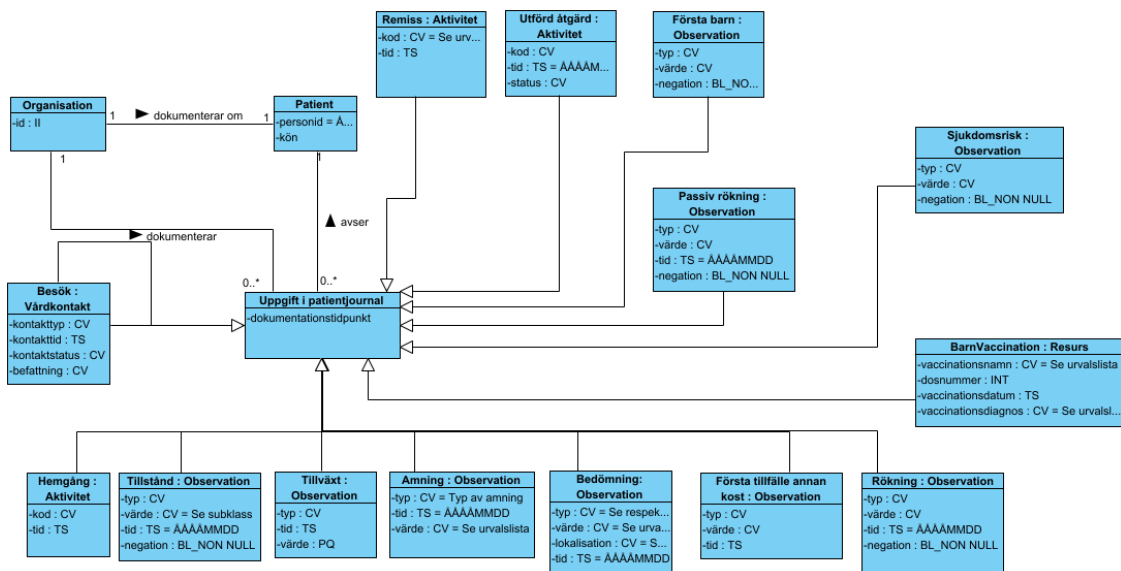 Remiss : Aktivitet
-kod : CV = Se urv...
-tid : TS
Utförd åtgärd :
Aktivitet
-kod : CV
-tid : TS = ÅÅÅÅM...
-status : CV
Första barn :
Observation
-typ : CV
-värde : CV
-negation : BL_NO...
Organisation
-id : II
1
dokumenterar om
1
Patient
-personid = Å...
-kön
1
1
Sjukdomsrisk :
Observation
-typ : CV
-värde : CV
-negation : BL_NON NULL
Passiv rökning :
Observation
-typ : CV
-värde : CV
-tid : TS = ÅÅÅÅMMDD
-negation : BL_NON NULL
avser
dokumenterar
0..*
0..*
Besök :
Vårdkontakt
-kontakttyp : CV
-kontakttid : TS
-kontaktstatus : CV
-befattning : CV
Uppgift i patientjournal
-dokumentationstidpunkt
BarnVaccination : Resurs
-vaccinationsnamn : CV = Se urvalslista
-dosnummer : INT
-vaccinationsdatum : TS
-vaccinationsdiagnos : CV = Se urvalsl...
Hemgång :
Aktivitet
-kod : CV
-tid : TS
Tillstånd : Observation
-typ : CV
-värde : CV = Se subklass
-tid : TS = ÅÅÅÅMMDD
-negation : BL_NON NULL
Tillväxt :
Observation
-typ : CV
-tid : TS
-värde : PQ
Amning : Observation
-typ : CV = Typ av amning
-tid : TS = ÅÅÅÅMMDD
-värde : CV = Se urvalslista
Bedömning:
Observation
-typ : CV = Se respek...
-värde : CV = Se urva...
-lokalisation : CV = S...
-tid : TS = ÅÅÅÅMMDD
Första tillfälle annan
kost : Observation
-typ : CV
-värde : CV
-tid : TS
Rökning : Observation
-typ : CV
-värde : CV
-tid : TS = ÅÅÅÅMMDD
-negation : BL_NON NULL